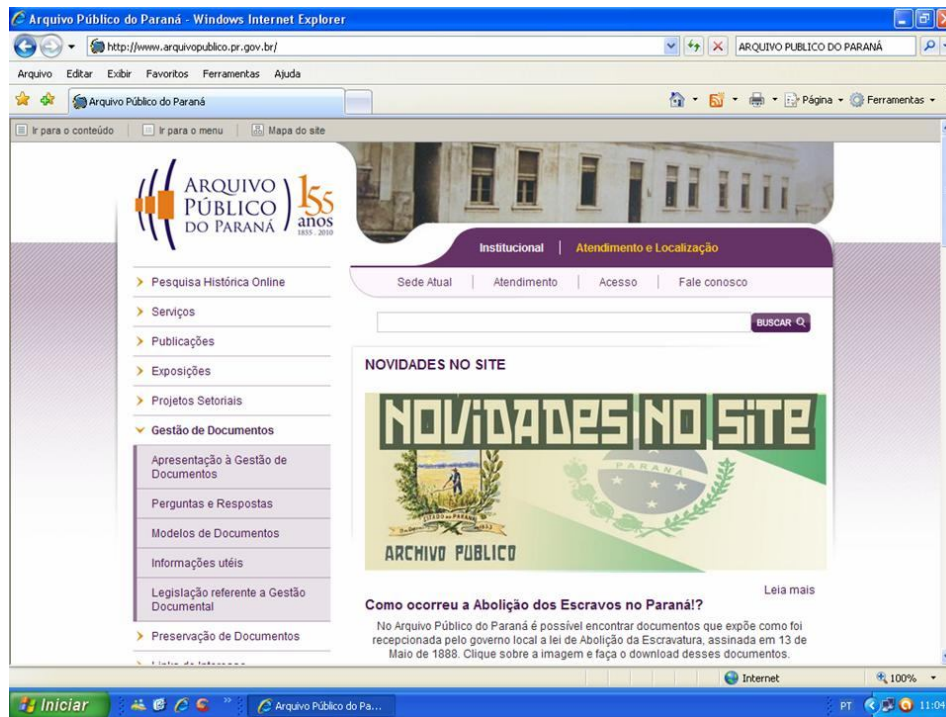 Arquivo Público do Paraná - Windows Internet Explorer
http://www.arquivopublico.pr.gov.br/
ARQUIVO PUBLICO DO PARANÁ
Arquivo Editar Exibir Favoritos Ferramentas Ajuda
Arquivo Público do Paraná
Página
Ferramentas
Ir para o conteúdo
Ir para o menu
Mapa do site
ARQUIVO
PÚBLICO
DO PARANÁ
155
anos
1855 . 2010
Institucional
Atendimento e Localização
Sede Atual
Atendimento
Acesso
Fale conosco
BUSCAR
Pesquisa Histórica Online
Serviços
Publicações
Exposições
Projetos Setoriais
Gestão de Documentos
Apresentação à Gestão de
Documentos
Perguntas e Respostas
Modelos de Documentos
Informações utéis
Legislação referente a Gestão
Documental
Preservação de Documentos
NOVIDADES NO SITE
NOVIDADES NO SITE
PARANÁ
ESTADO DO PARANÁ
ARCHIVO PUBLICO
Leia mais
Como ocorreu a Abolição dos Escravos no Paraná!?
No Arquivo Público do Paraná é possível encontrar documentos que expõe como foi
recepcionada pelo governo local a lei de Abolição da Escravatura, assinada em 13 de
Maio de 1888. Clique sobre a imagem e faça o download desses documentos.
Internet
100%
Iniciar
Arquivo Público do Pa...
PT
11:04